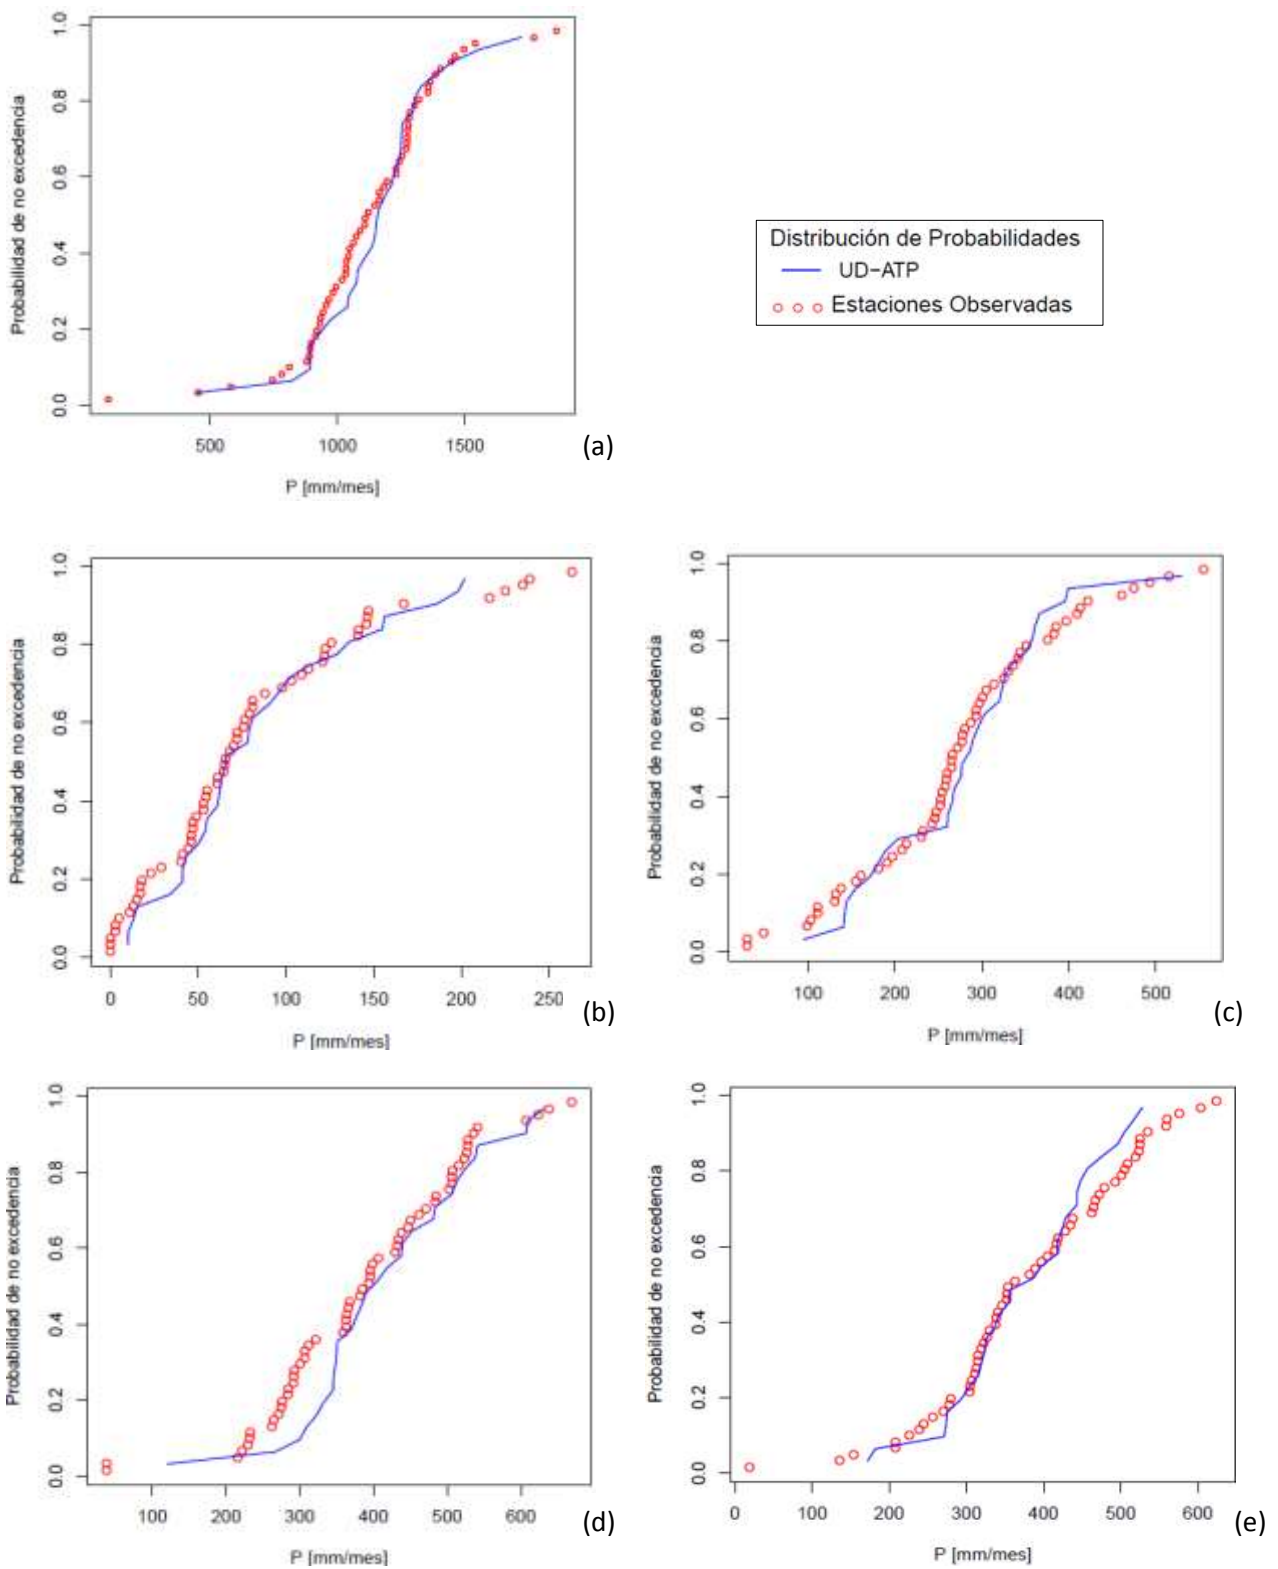 Probabilidad de no excedencia
1.0
0.8
0.6
0.4
0.2
0.0
500 1000 1500
P [mm/mes]
(a)
Distribución de Probabilidades
UD-ATP
Estaciones Observadas
Probabilidad de no excedencia
1.0
0.8
0.6
0.4
0.2
0.0
0 50 100 150 200 250
P [mm/mes]
(b)
Probabilidad de no excedencia
1.0
0.8
0.6
0.4
0.2
0.0
100 200 300 400 500
P [mm/mes]
(c)
Probabilidad de no excedencia
1.0
0.8
0.6
0.4
0.2
0.0
100 200 300 400 500 600
P [mm/mes]
(d)
Probabilidad de no excedencia
1.0
0.8
0.6
0.4
0.2
0.0
0 100 200 300 400 500 600
P [mm/mes]
(e)